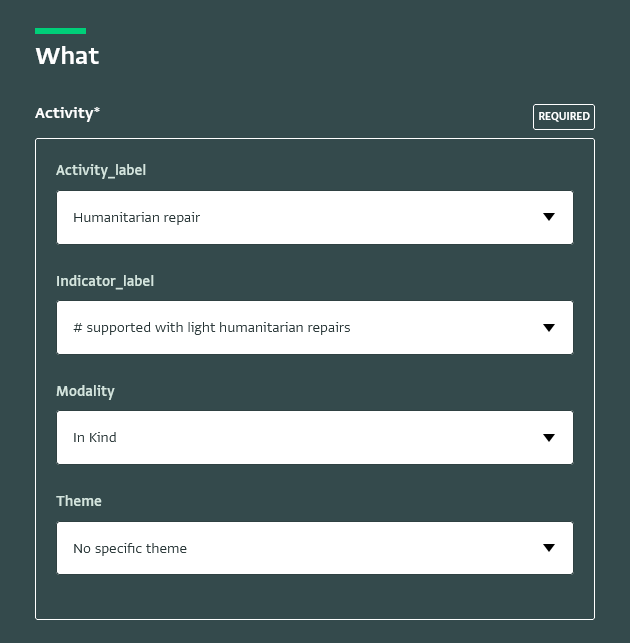 What
Activity*
REQUIRED
Activity_label
Humanitarian repair
Indicator_label
# supported with light humanitarian repairs
Modality
In Kind
Theme
No specific theme